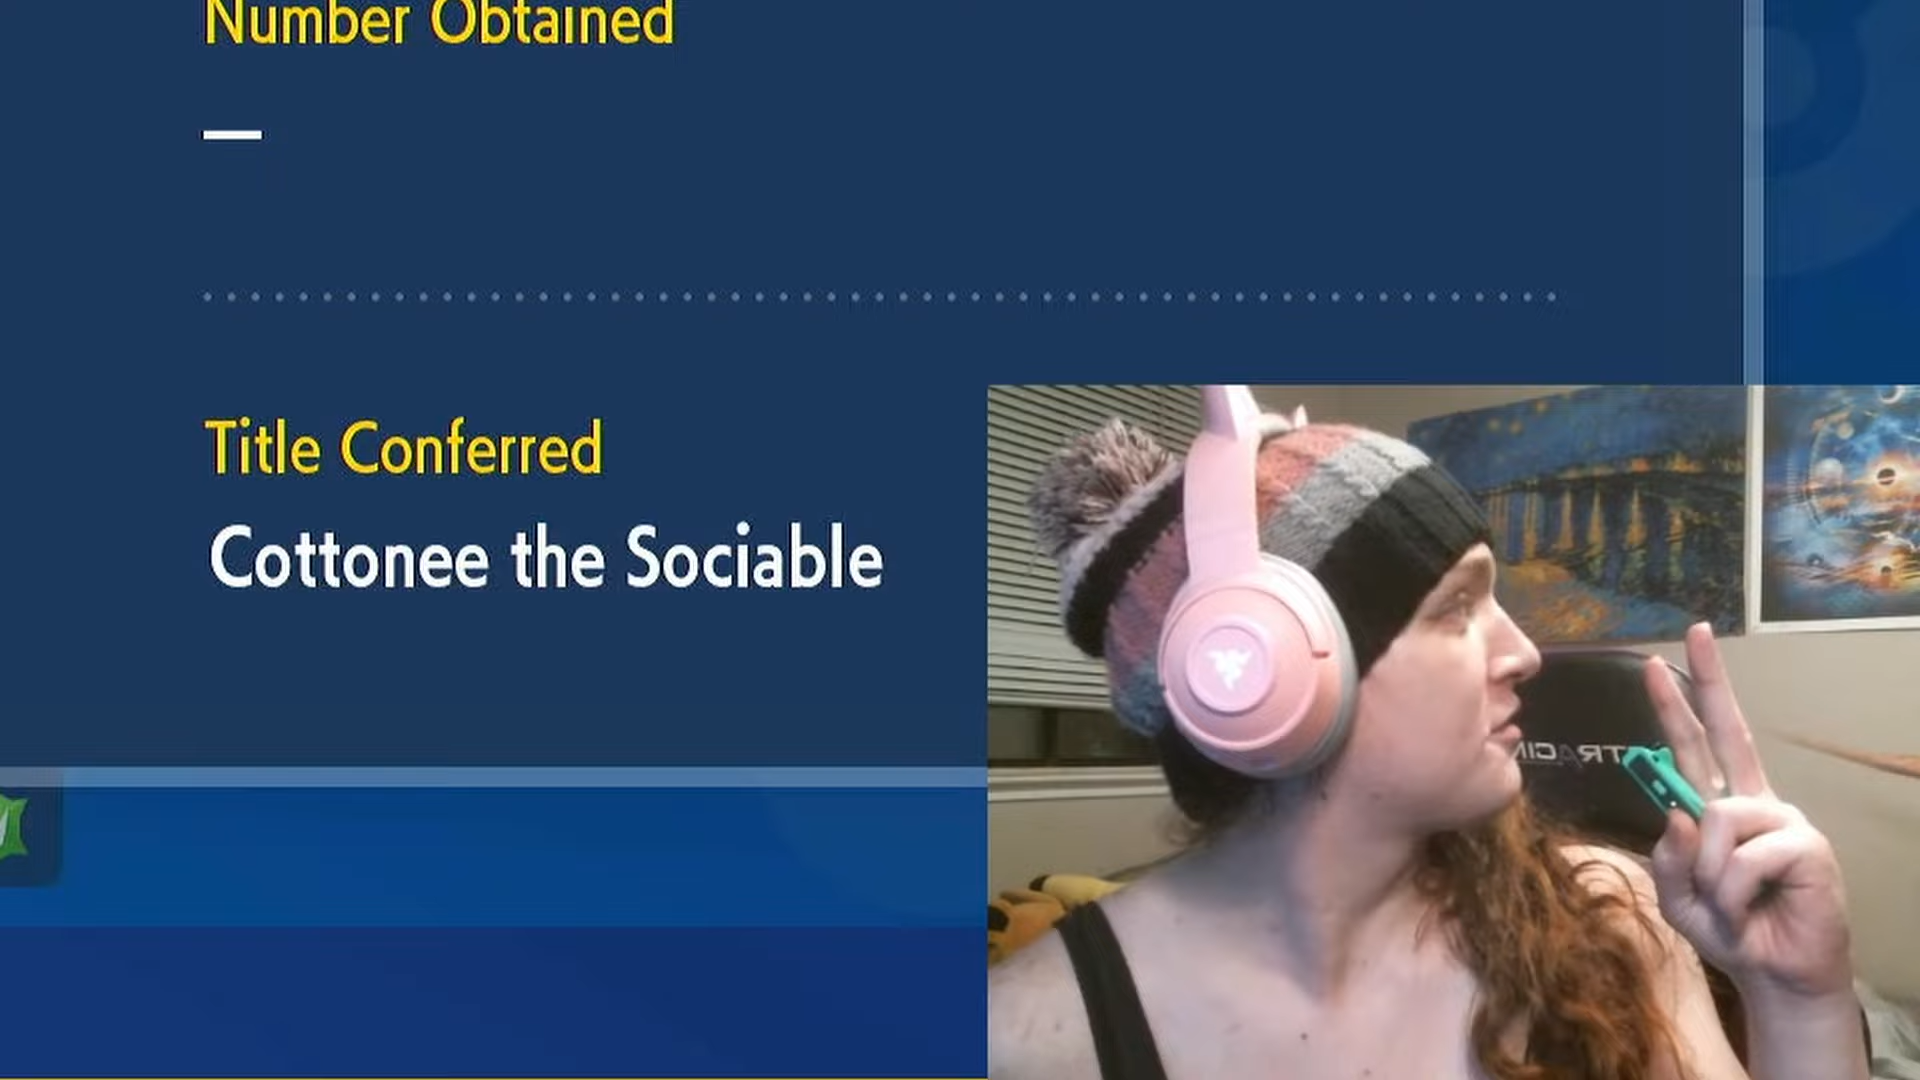 Number Obtained
—
Title Conferred
Cottonee the Sociable